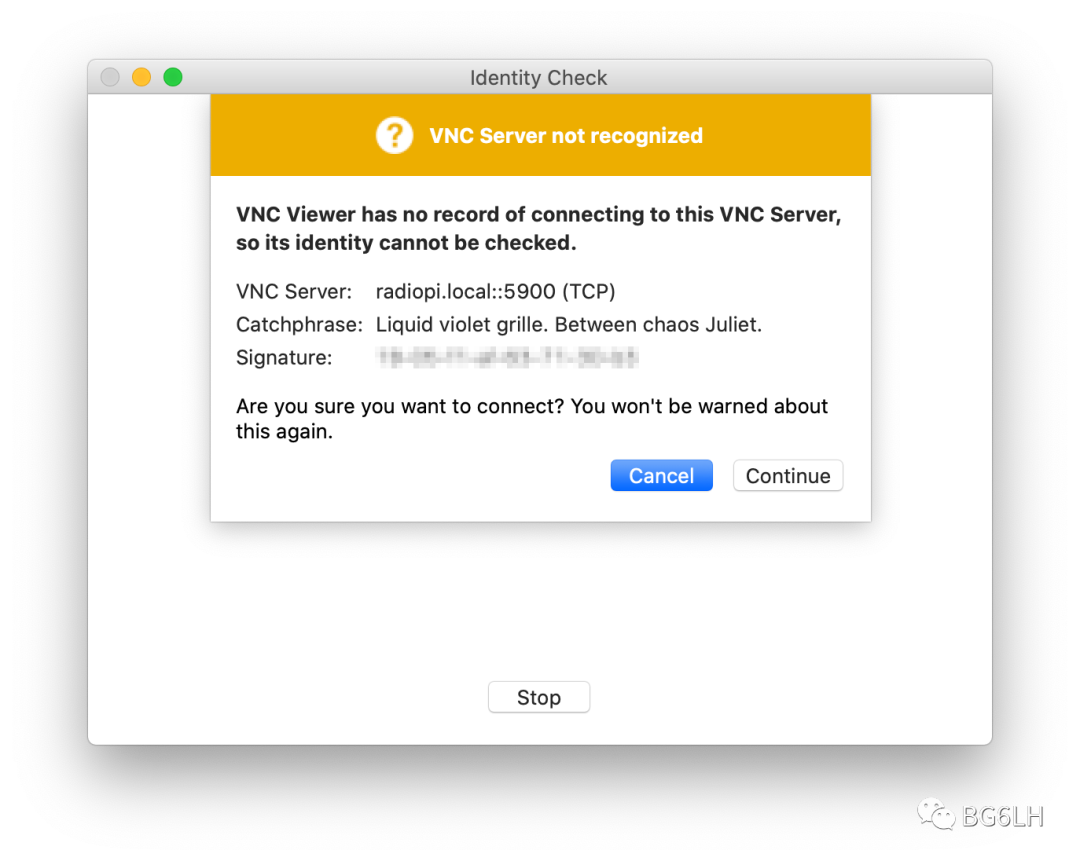 Identity Check
? VNC Server not recognized
VNC Viewer has no record of connecting to this VNC Server,
so its identity cannot be checked.
VNC Server: radiopi.local::5900 (TCP)
Catchphrase: Liquid violet grille. Between chaos Juliet.
Signature:
Are you sure you want to connect? You won't be warned about
this again.
Cancel Continue
Stop
BG6LH